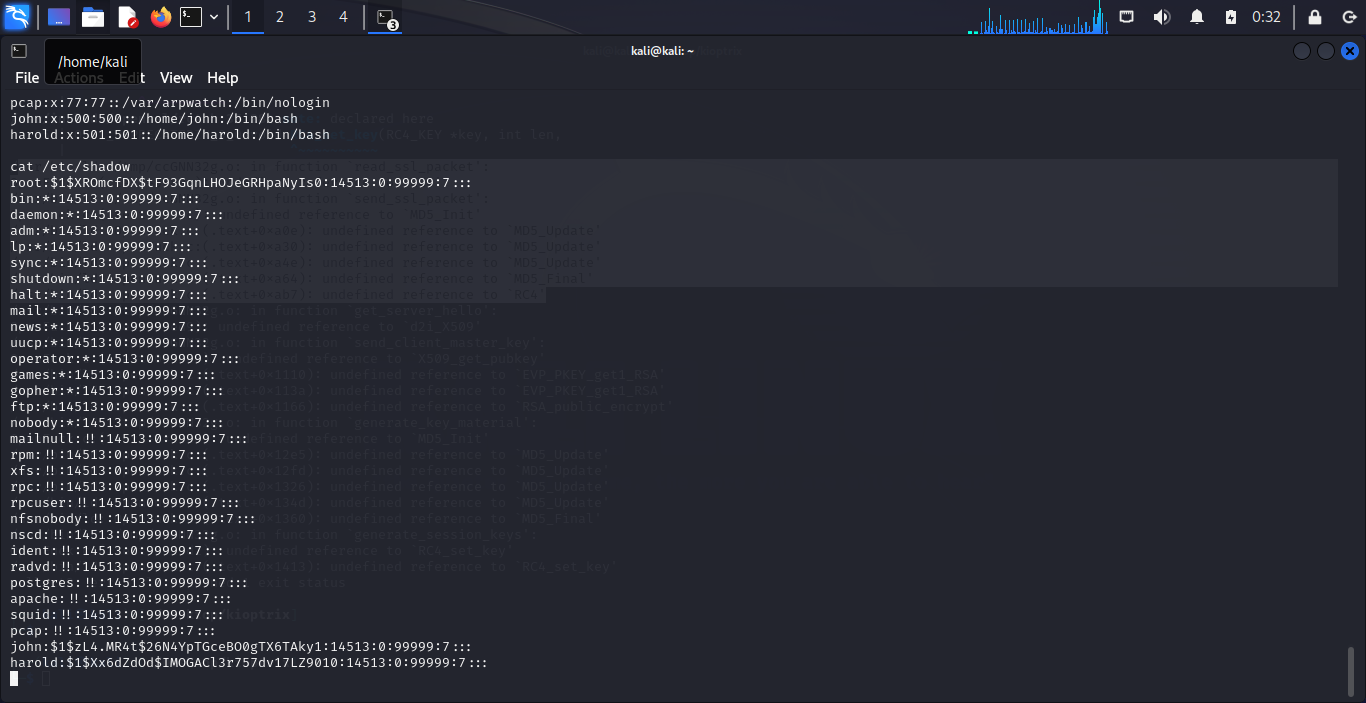 1 2 3 4 3 0:32
kali@kali: ~
/home/kali
File Actions Edit View Help
pcap:x:77:77::/var/arpwatch:/bin/nologin
john:x:500:500::/home/john:/bin/bash
declared here
harold:x:501:501::/home/harold:/bin/bash
key(RC4_KEY *key, int len,
cat /etc/shadow
root:$1$XROmcfDX$tF93GqnLHOJeGRHpaNyIs0:14513:0:99999:7:::
bin:*:14513:0:99999:7:::
daemon:*:14513:0:99999:7:::
adm:*:14513:0:99999:7:::
lp:*:14513:0:99999:7:::
sync:*:14513:0:99999:7:::
shutdown:*:14513:0:99999:7:::
halt:*:14513:0:99999:7:::
mail:*:14513:0:99999:7:::
news:*:14513:0:99999:7:::
uucp:*:14513:0:99999:7:::
operator:*:14513:0:99999:7:::
games:*:14513:0:99999:7:::
gopher:*:14513:0:99999:7:::
ftp:*:14513:0:99999:7:::
nobody:*:14513:0:99999:7:::
mailnull:!!:14513:0:99999:7:::
rpm:!!:14513:0:99999:7:::
xfs:!!:14513:0:99999:7:::
rpc:!!:14513:0:99999:7:::
rpcuser:!!:14513:0:99999:7:::
nfsnobody:!!:14513:0:99999:7:::
nscd:!!:14513:0:99999:7:::
ident:!!:14513:0:99999:7:::
radvd:!!:14513:0:99999:7:::
postgres:!!:14513:0:99999:7:::
apache:!!:14513:0:99999:7:::
squid:!!:14513:0:99999:7:::
pcap:!!:14513:0:99999:7:::
john:$1$zL4.MR4t$26N4YpTGceBO0gTX6TAky1:14513:0:99999:7:::
harold:$1$Xx6dZdOd$IMOGACl3r757dv17LZ9010:14513:0:99999:7:::